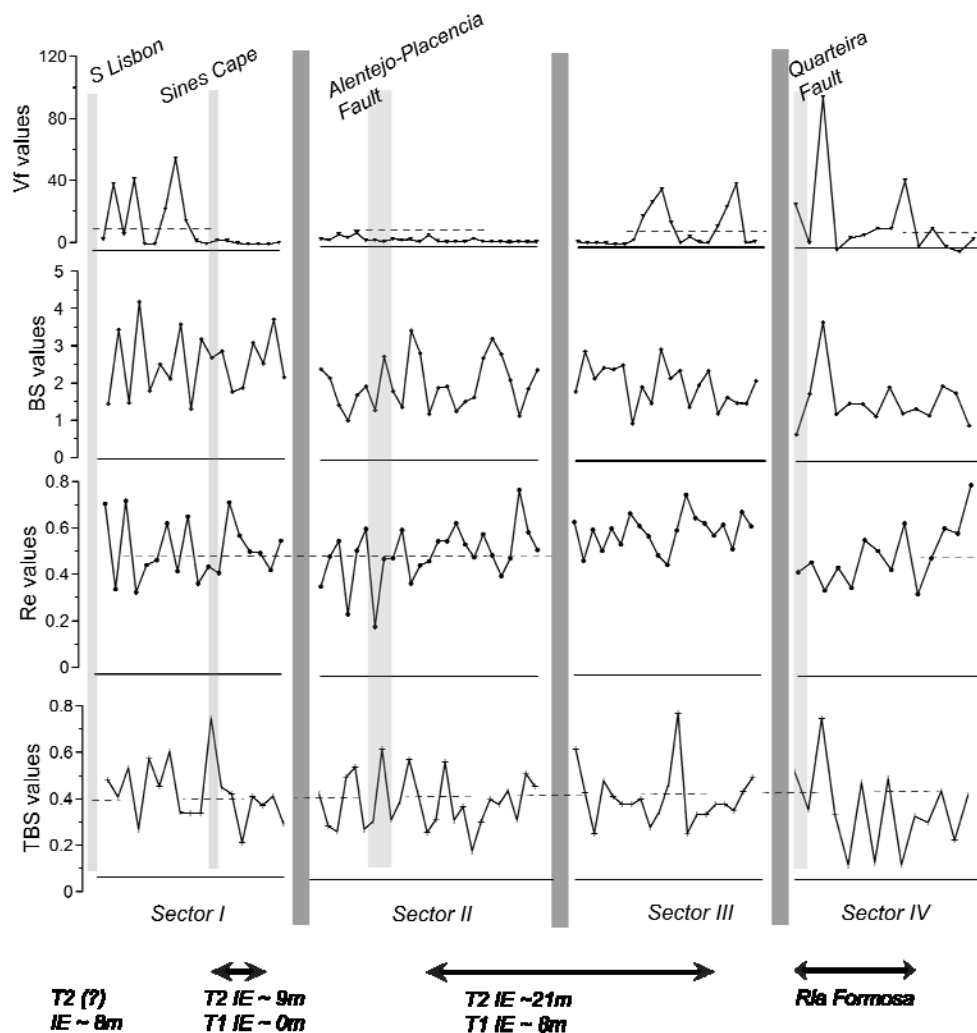 S Lisbon
Sines Cape
Alentejo-Placencia
Fault
Quarteira
Fault
Vf values
120
80
40
0
BS values
5
4
3
2
1
0
Re values
0.8
0.6
0.4
0.2
0
TBS values
0.8
0.6
0.4
0.2
0
Sector I
Sector II
Sector III
Sector IV
T2 (?)
IE ~ 8m
T2 IE ~ 9m
T1 IE ~ 0m
T2 IE ~21m
T1 IE ~ 8m
Ria Formosa